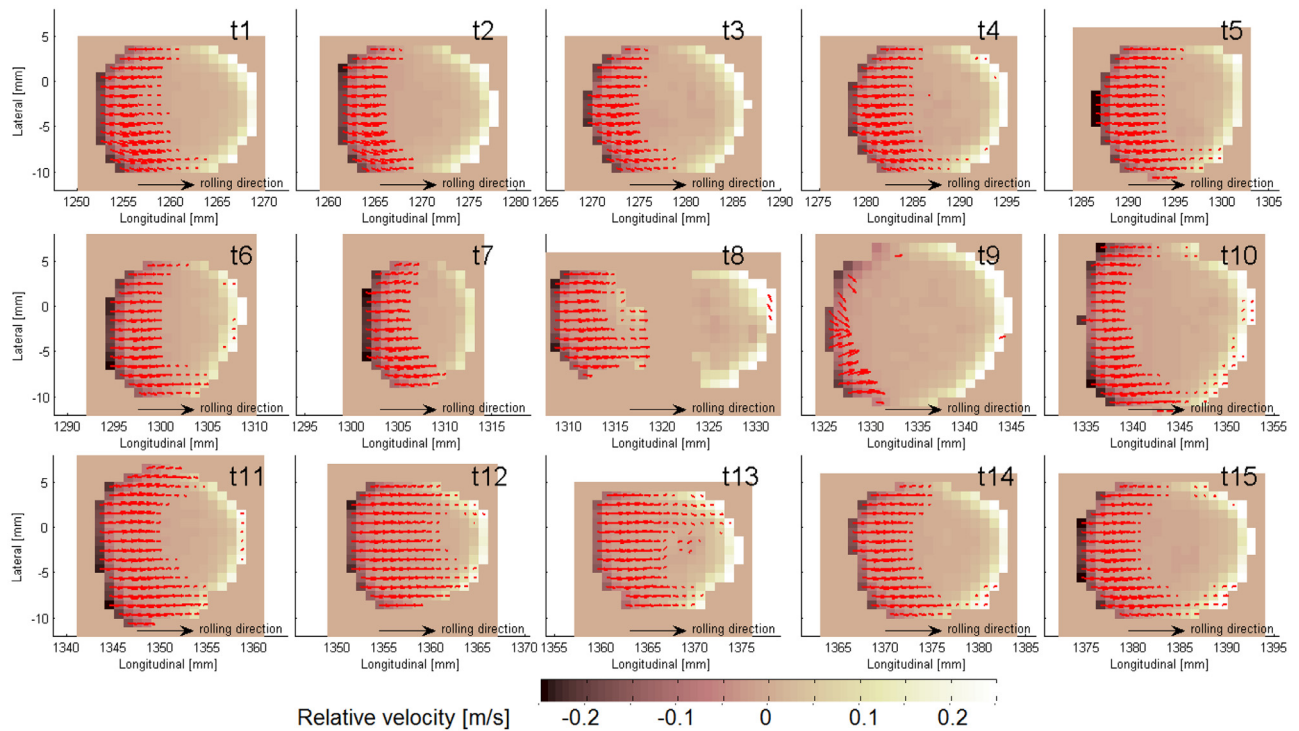 t1 t2 t3 t4 t5
Lateral [mm]
5
0
-5
-10
rolling direction rolling direction rolling direction rolling direction rolling direction
1250 1255 1260 1265 1270 1260 1265 1270 1275 1280 1265 1270 1275 1280 1285 1290 1275 1280 1285 1290 1295 1285 1290 1295 1300 1305
Longitudinal [mm] Longitudinal [mm] Longitudinal [mm] Longitudinal [mm] Longitudinal [mm]
t6 t7 t8 t9 t10
Lateral [mm]
5
0
-5
-10
rolling direction rolling direction rolling direction rolling direction rolling direction
1290 1295 1300 1305 1310 1295 1300 1305 1310 1315 1310 1315 1320 1325 1330 1325 1330 1335 1340 1345 1335 1340 1345 1350 1355
Longitudinal [mm] Longitudinal [mm] Longitudinal [mm] Longitudinal [mm] Longitudinal [mm]
t11 t12 t13 t14 t15
Lateral [mm]
5
0
-5
-10
rolling direction rolling direction rolling direction rolling direction rolling direction
1340 1345 1350 1355 1360 1350 1355 1360 1365 1370 1355 1360 1365 1370 1375 1365 1370 1375 1380 1385 1375 1380 1385 1390 1395
Longitudinal [mm] Longitudinal [mm] Longitudinal [mm] Longitudinal [mm] Longitudinal [mm]
Relative velocity [m/s] -0.2 -0.1 0 0.1 0.2